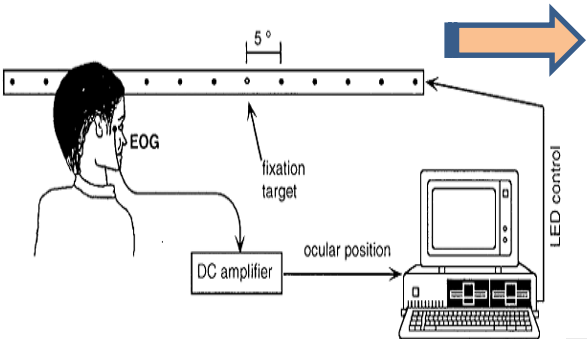 5 °
EOG
fixation
target
LED control
ocular position
DC amplifier